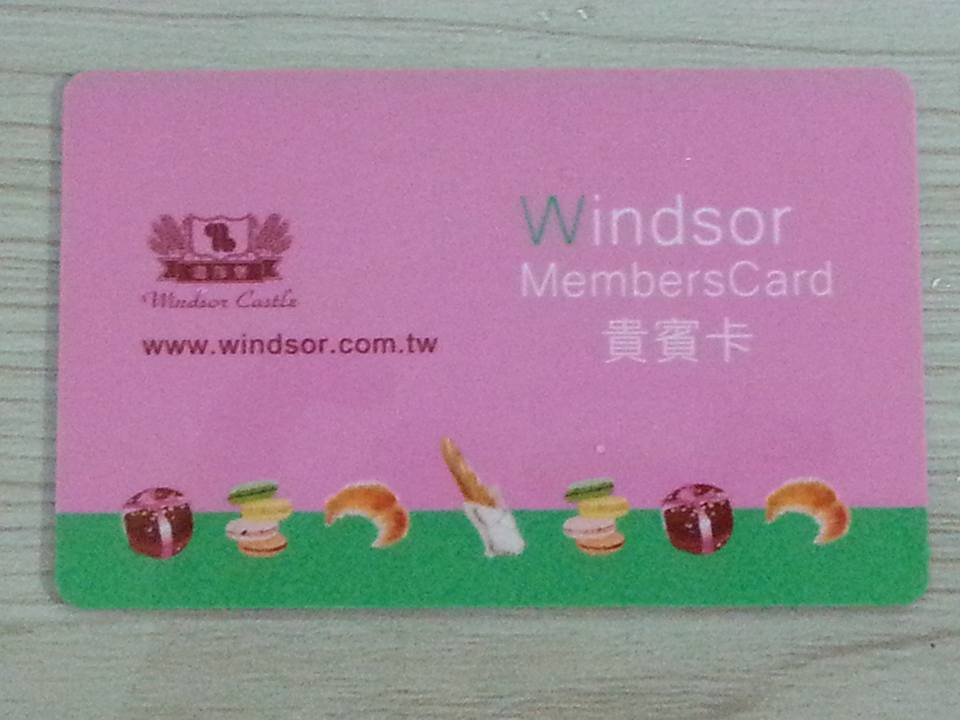 Windsor Castle
www.windsor.com.tw
Windsor
MembersCard
貴賓卡